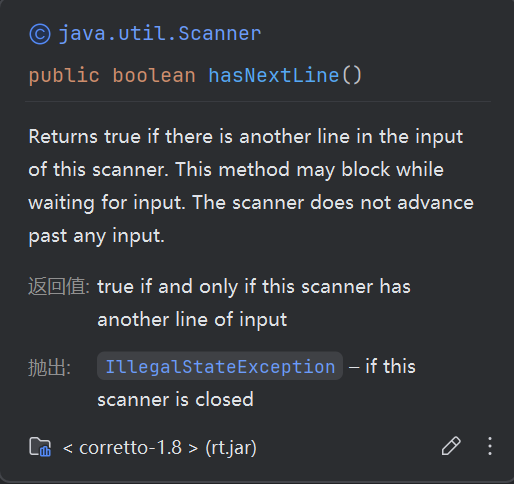 java.util.Scanner
public boolean hasNextLine()
Returns true if there is another line in the input
of this scanner. This method may block while
waiting for input. The scanner does not advance
past any input.
返回值: true if and only if this scanner has
another line of input
抛出: IllegalStateException – if this
scanner is closed
< corretto-1.8 > (rt.jar)